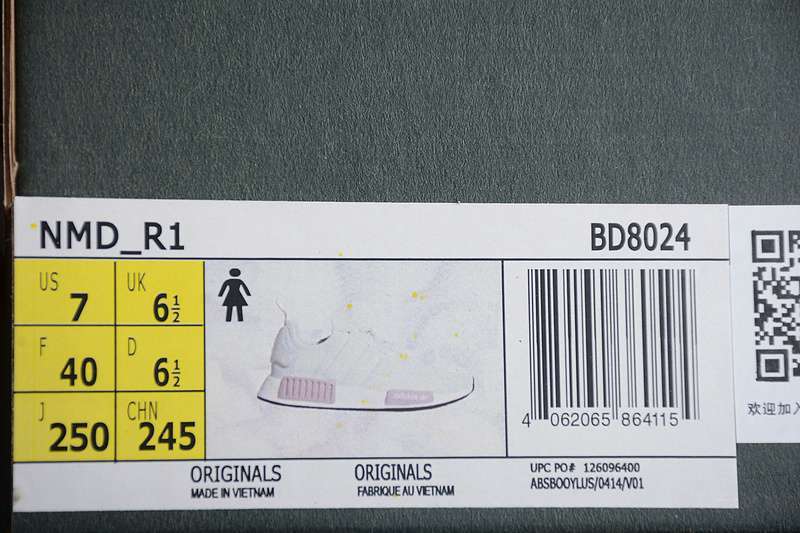 NMD_R1 BD8024
US 7 UK 6½
F 40 D 6½
J 250 CHN 245
4 062065 864115
ORIGINALS
MADE IN VIETNAM
ORIGINALS
FABRIQUE AU VIETNAM
UPC PO# 126096400
ABSBOOYLUS/0414/V01
欢迎加入